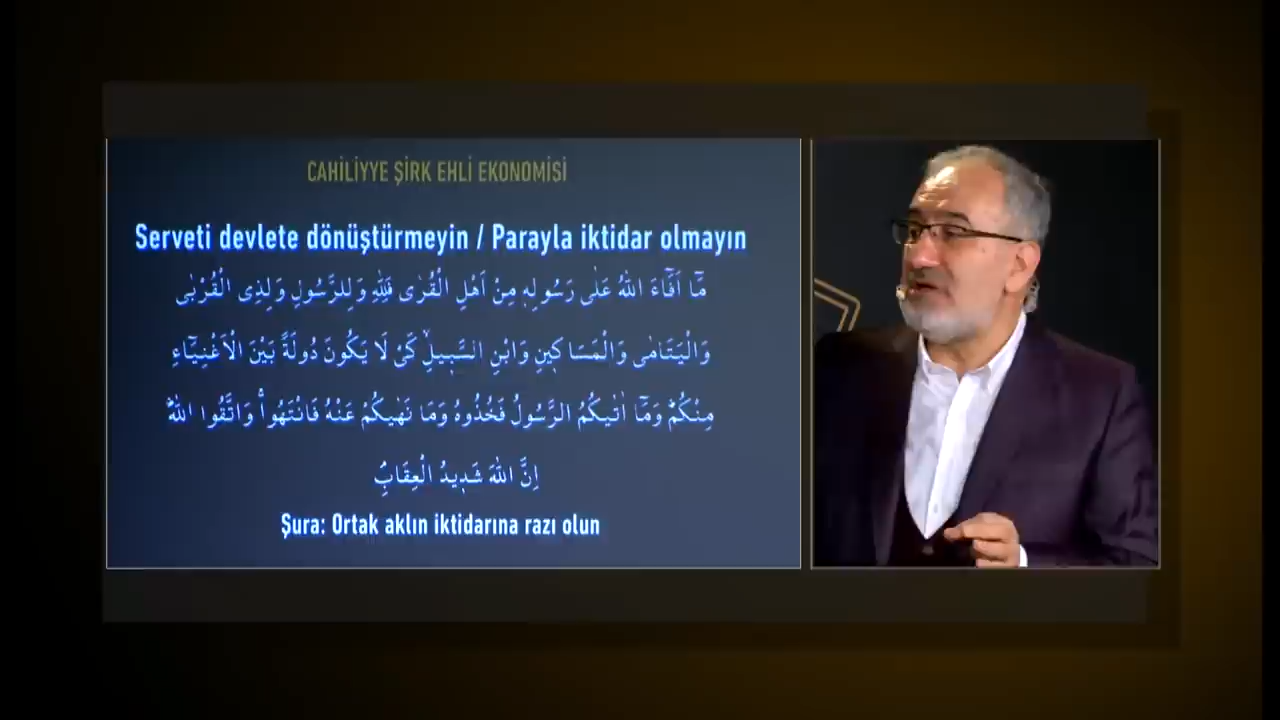 CAHİLİYYE ŞİRK EHLİ EKONOMİSİ
Serveti devlete dönüştürmeyin / Parayla iktidar olmayın
مَٓا اَفَٓاءَ اللّٰهُ عَلٰى رَسُولِه۪ مِنْ اَهْلِ الْقُرٰى فَلِلّٰهِ وَلِلرَّسُولِ وَلِذِى الْقُرْبٰى
وَالْيَتَامٰى وَالْمَسَاك۪ينِ وَابْنِ السَّب۪يلِۙ كَىْ لَا يَكُونَ دُولَةً بَيْنَ الْاَغْنِيَٓاءِ
مِنْكُمْۜ وَمَٓا اٰتٰيكُمُ الرَّسُولُ فَخُذُوهُ وَمَا نَهٰيكُمْ عَنْهُ فَانْتَهُواۚ وَاتَّقُوا اللّٰهَۜ
اِنَّ اللّٰهَ شَد۪يدُ الْعِقَابِۢ
Şura: Ortak aklın iktidarına razı olun